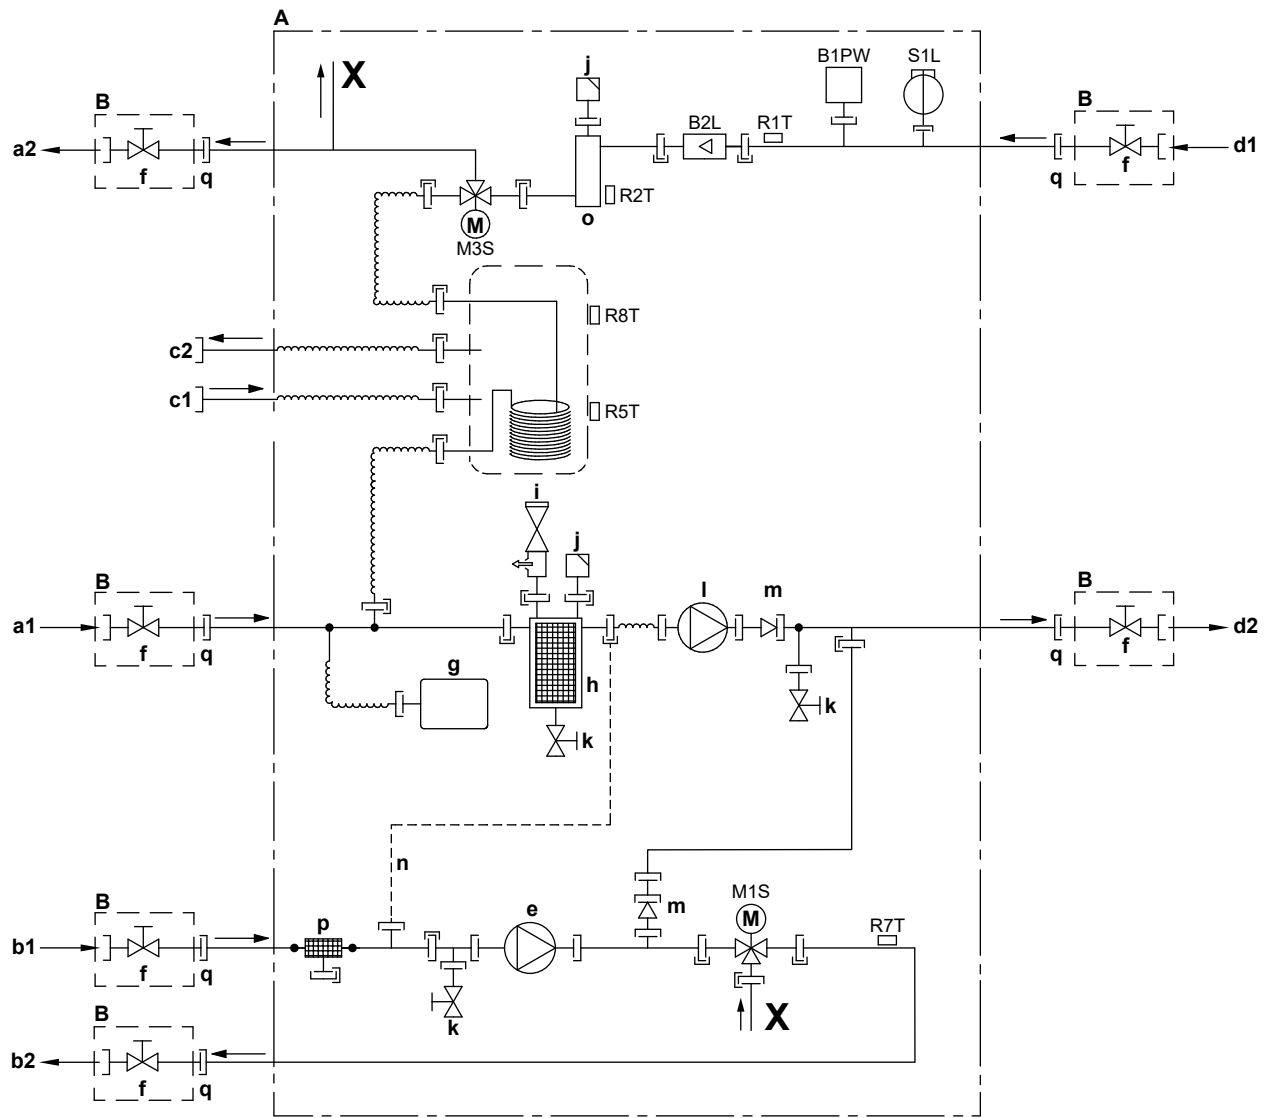 A
X
j
B1PW
S1L
B
B
a2
f
q
B2L
R1T
q
f
d1
R2T
o
M
M3S
R8T
c2
c1
R5T
i
j
B
l
m
B
a1
f
q
q
f
d2
g
h
k
k
n
B
p
e
m
M1S
M
R7T
b1
f
q
k
X
B
b2
f
q